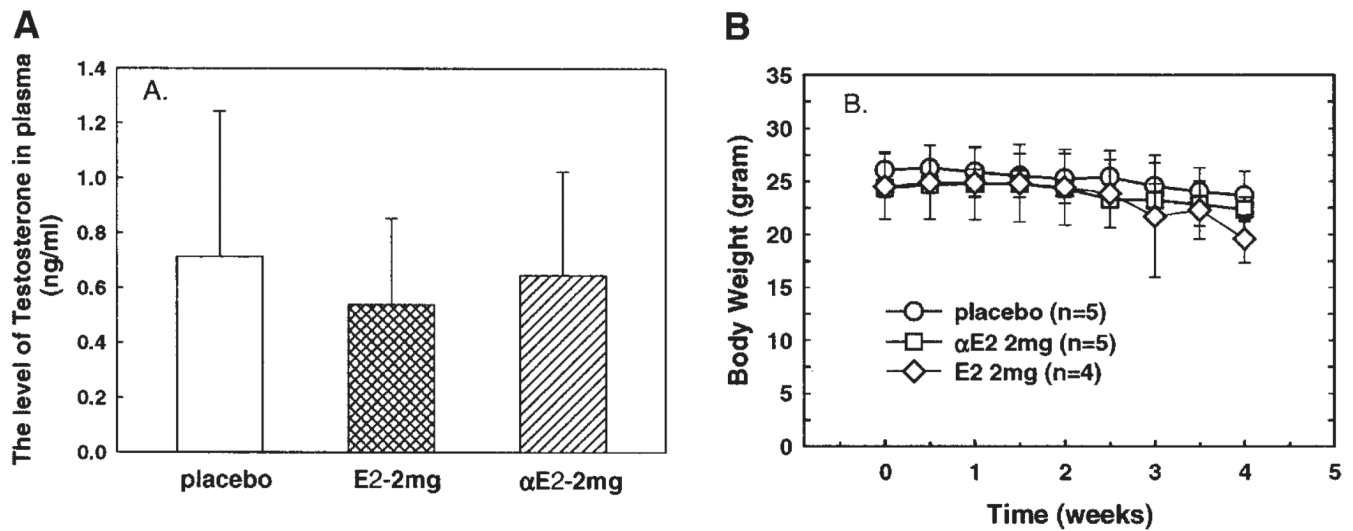 A
The level of Testosterone in plasma
(ng/ml)
1.4
1.2
1.0
0.8
0.6
0.4
0.2
0.0
A.
placebo E2-2mg αE2-2mg
B
Body Weight (gram)
35
30
25
20
15
10
5
0
B.
placebo (n=5)
αE2 2mg (n=5)
E2 2mg (n=4)
0 1 2 3 4 5
Time (weeks)